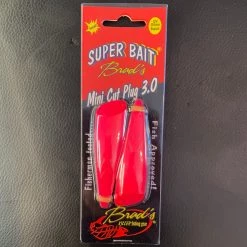 SUPER BAIT!
Brad's
Mini Cut Plug 3.0
Fishermen Tested
Fish Approved!
Brad's